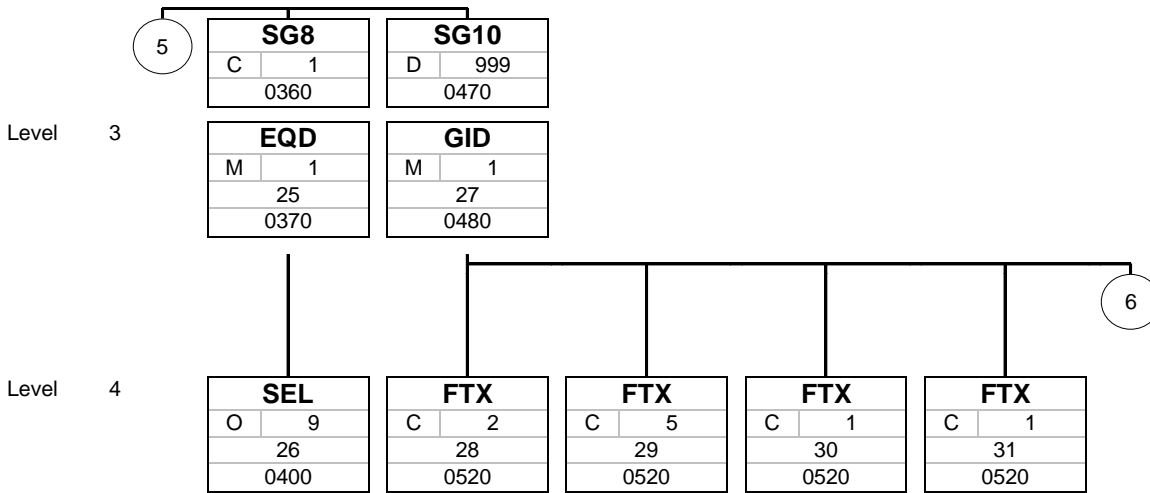 5
SG8 SG10
C 1 D 999
0360 0470
Level 3
EQD GID
M 1 M 1
25 27
0370 0480
6
Level 4
SEL FTX FTX FTX FTX
O 9 C 2 C 5 C 1 C 1
26 28 29 30 31
0400 0520 0520 0520 0520